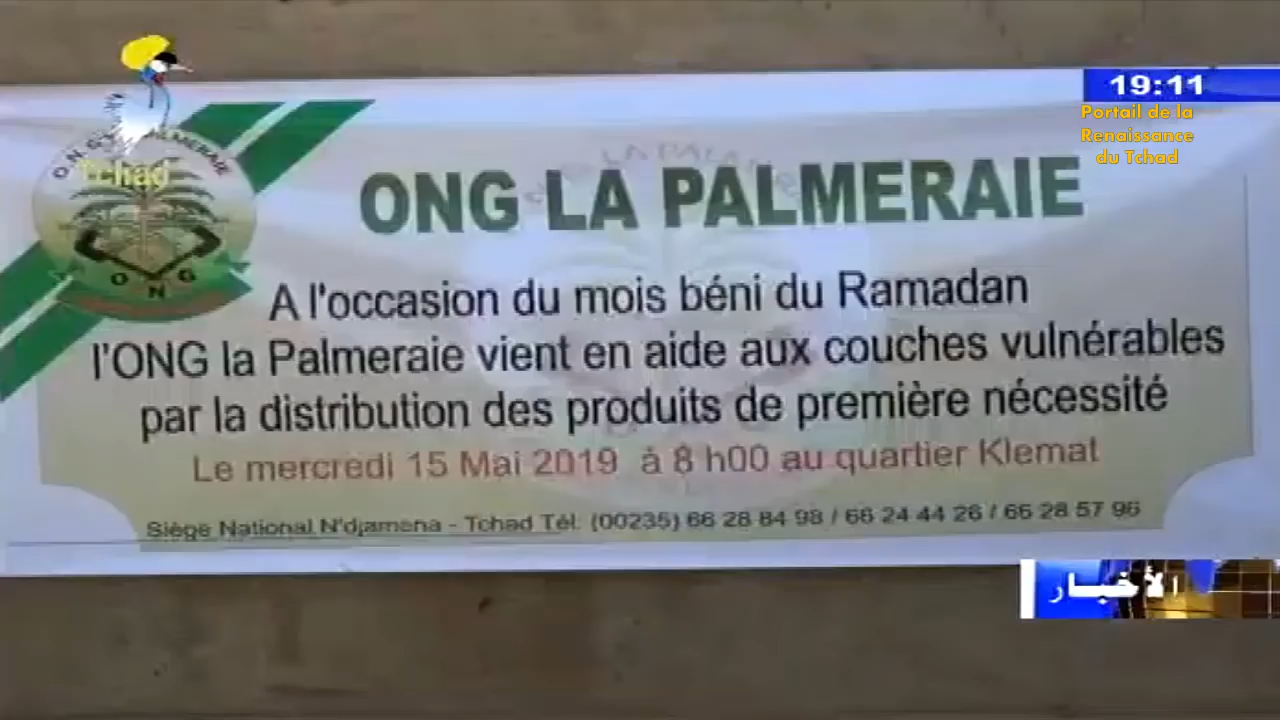 19:11
Portail de la
Renaissance
du Tchad
Tchad
O.N.G. LA PALMERAIE
O N G
ONG LA PALMERAIE
A l'occasion du mois béni du Ramadan
l'ONG la Palmeraie vient en aide aux couches vulnérables
par la distribution des produits de première nécessité
Le mercredi 15 Mai 2019 à 8 h00 au quartier Klemat
Siège National N'djamena - Tchad Tél: (00235) 66 28 84 98 / 66 24 44 26 / 66 28 57 96
الأخبار